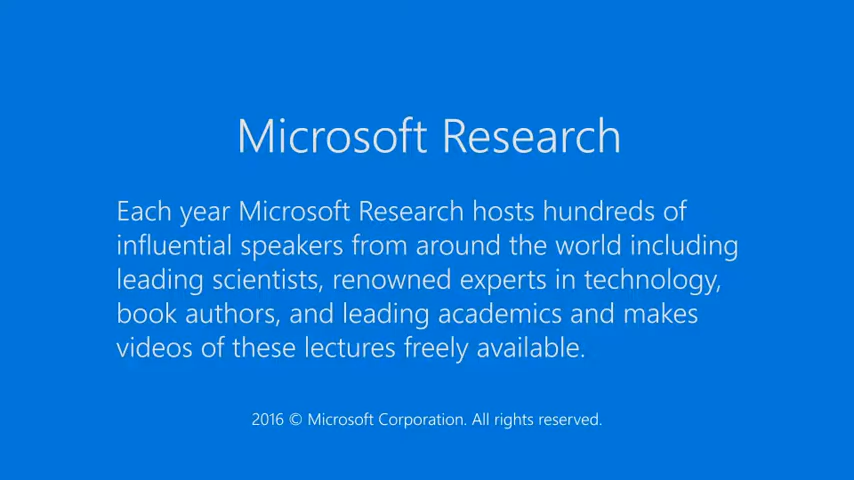 Microsoft Research
Each year Microsoft Research hosts hundreds of
influential speakers from around the world including
leading scientists, renowned experts in technology,
book authors, and leading academics and makes
videos of these lectures freely available.
2016 © Microsoft Corporation. All rights reserved.